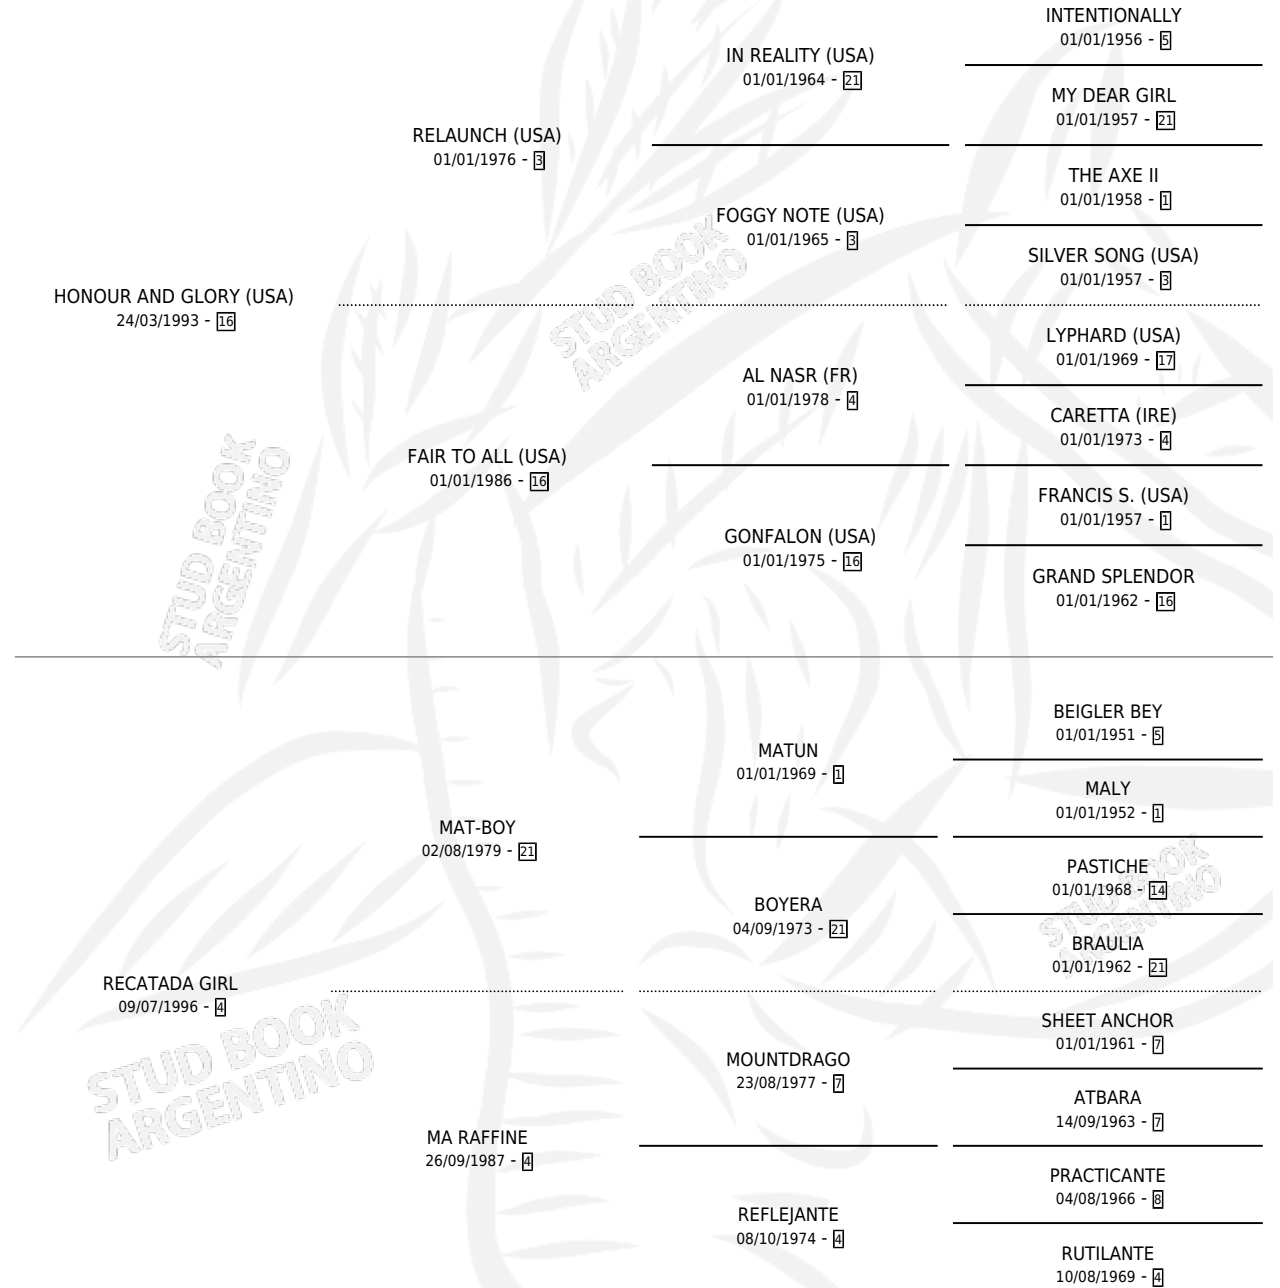 INTENTIONALLY
01/01/1956 - 5
IN REALITY (USA)
01/01/1964 - 21
MY DEAR GIRL
01/01/1957 - 21
RELAUNCH (USA)
01/01/1976 - 3
THE AXE II
01/01/1958 - 1
FOGGY NOTE (USA)
01/01/1965 - 3
SILVER SONG (USA)
01/01/1957 - 3
HONOUR AND GLORY (USA)
24/03/1993 - 16
LYPHARD (USA)
01/01/1969 - 17
AL NASR (FR)
01/01/1978 - 4
CARETTA (IRE)
01/01/1973 - 4
FAIR TO ALL (USA)
01/01/1986 - 16
FRANCIS S. (USA)
01/01/1957 - 1
GONFALON (USA)
01/01/1975 - 16
GRAND SPLENDOR
01/01/1962 - 16
BEIGLER BEY
01/01/1951 - 5
MATUN
01/01/1969 - 1
MALY
01/01/1952 - 1
MAT-BOY
02/08/1979 - 21
PASTICHE
01/01/1968 - 14
BOYERA
04/09/1973 - 21
BRAULIA
01/01/1962 - 21
RECATADA GIRL
09/07/1996 - 4
SHEET ANCHOR
01/01/1961 - 7
MOUNTDRAGO
23/08/1977 - 7
ATBARA
14/09/1963 - 7
MA RAFFINE
26/09/1987 - 4
PRACTICANTE
04/08/1966 - 8
REFLEJANTE
08/10/1974 - 4
RUTILANTE
10/08/1969 - 4
STUD BOOK
ARGENTINO
STUD BOOK
ARGENTINO
STUD BOOK
ARGENTINO
STUD BOOK
ARGENTINO